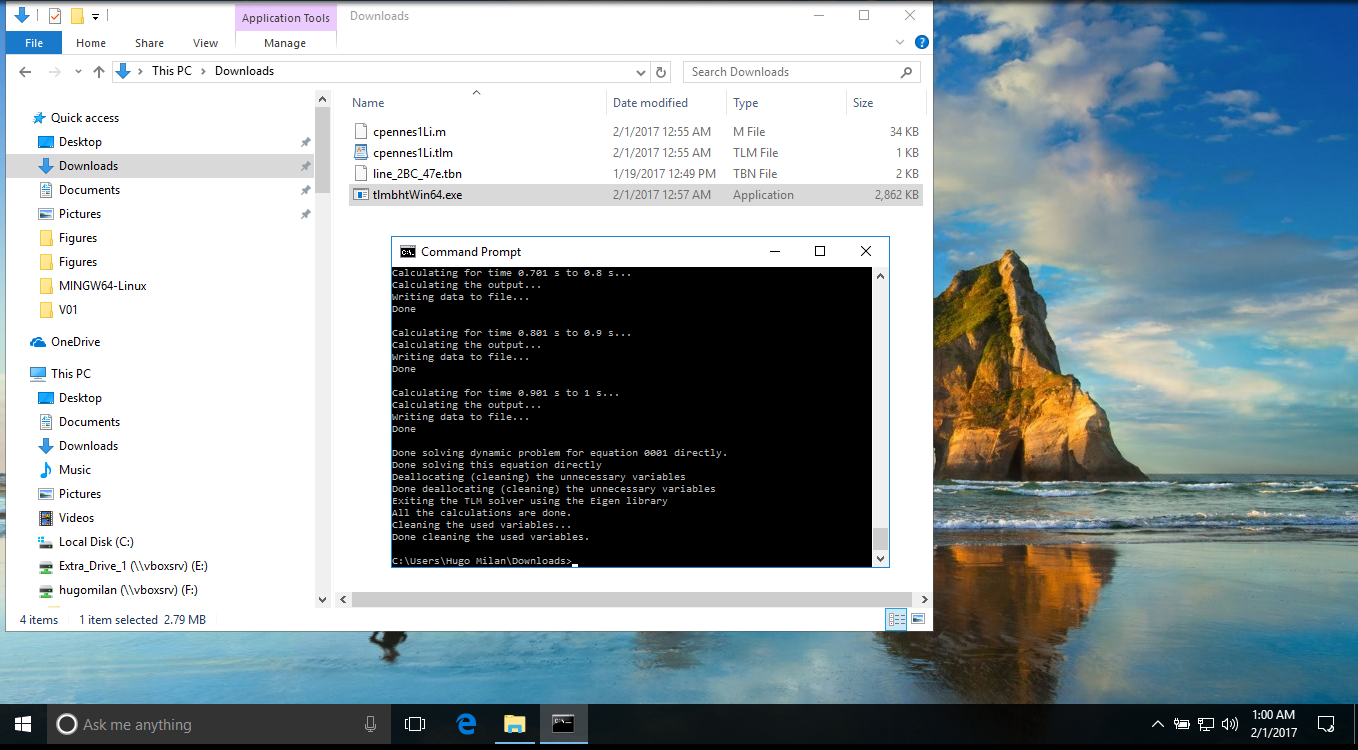 Application Tools
Downloads
File
Home
Share
View
Manage
This PC
Downloads
Search Downloads
Quick access
Desktop
Downloads
Documents
Pictures
Figures
Figures
MINGW64-Linux
V01
OneDrive
This PC
Desktop
Documents
Downloads
Music
Pictures
Videos
Local Disk (C:)
Extra_Drive_1 (\\vboxsrv) (E:)
hugomilan (\\vboxsrv) (F:)
Name Date modified Type Size
cpennes1Li.m 2/1/2017 12:55 AM M File 34 KB
cpennes1Li.tlm 2/1/2017 12:55 AM TLM File 1 KB
line_2BC_47e.tbn 1/19/2017 12:49 PM TBN File 2 KB
tlmbhtWin64.exe 2/1/2017 12:57 AM Application 2,862 KB
C:\.
Command Prompt
Calculating for time 0.701 s to 0.8 s...
Calculating the output...
Writing data to file...
Done
Calculating for time 0.801 s to 0.9 s...
Calculating the output...
Writing data to file...
Done
Calculating for time 0.901 s to 1 s...
Calculating the output...
Writing data to file...
Done
Done solving dynamic problem for equation 0001 directly.
Done solving this equation directly
Deallocating (cleaning) the unnecessary variables
Done deallocating (cleaning) the unnecessary variables
Exiting the TLM solver using the Eigen library
All the calculations are done.
Cleaning the used variables...
Done cleaning the used variables.
C:\Users\Hugo Milan\Downloads>
4 items 1 item selected 2.79 MB
Ask me anything
1:00 AM
2/1/2017